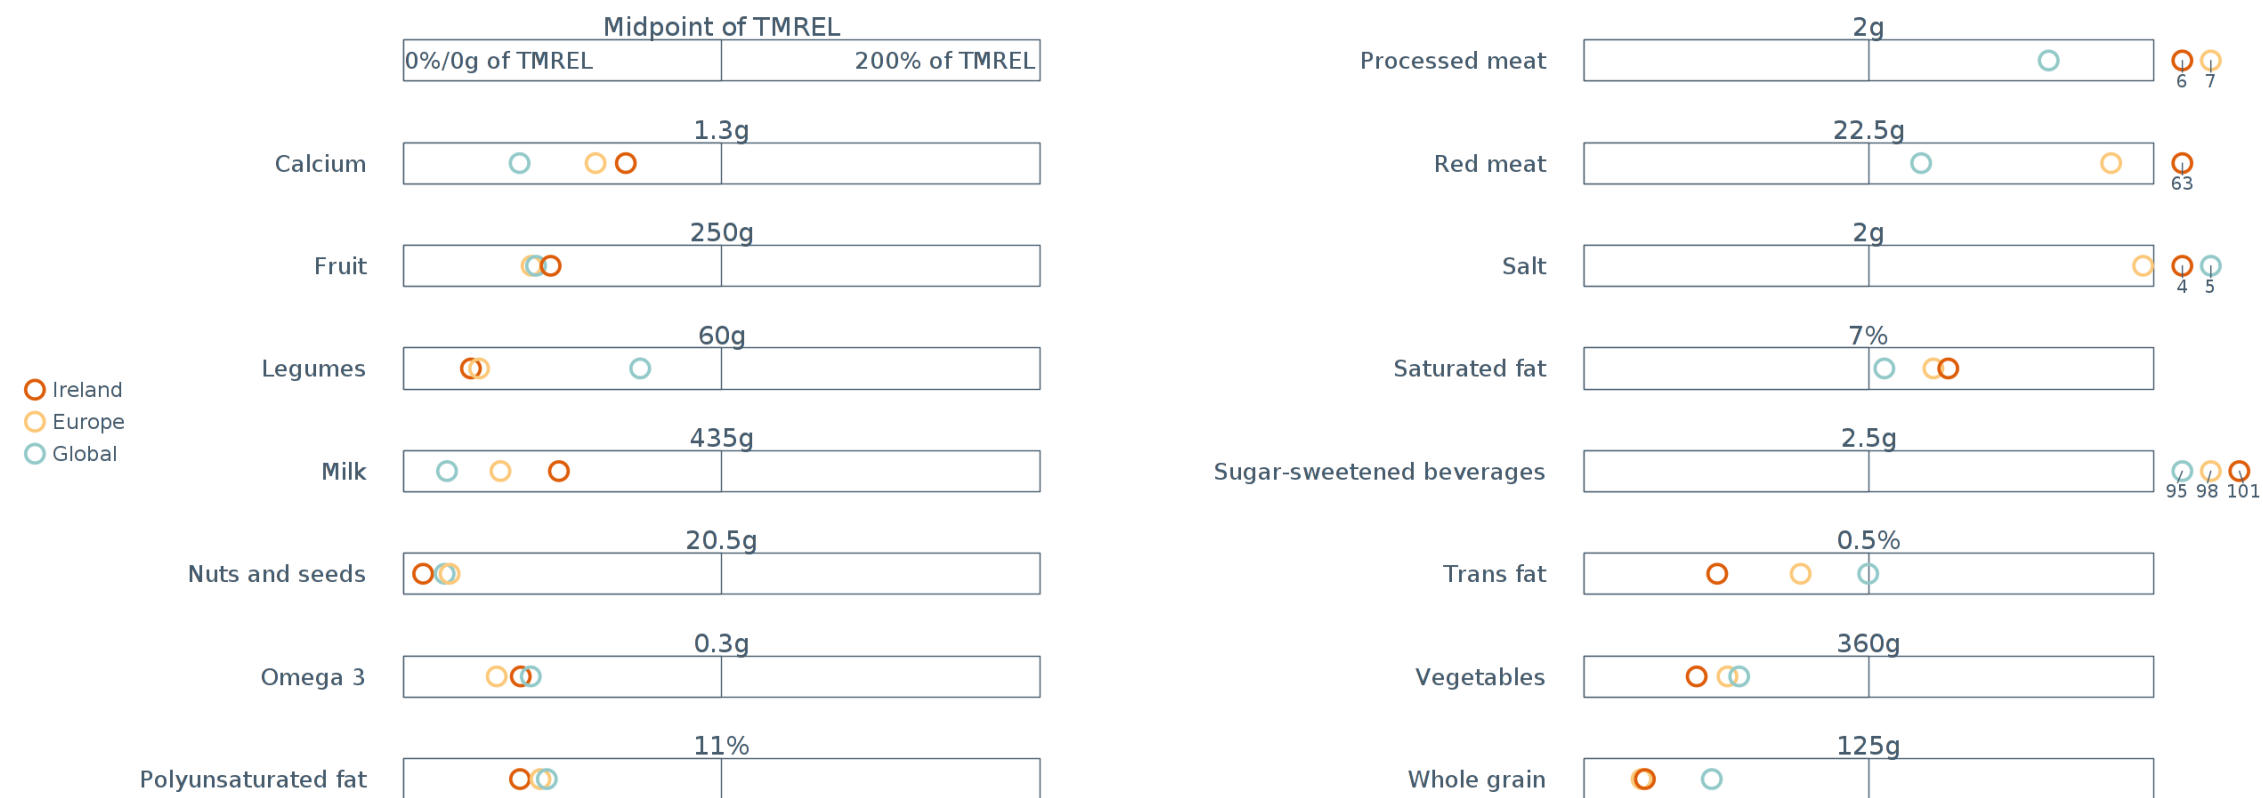 Midpoint of TMREL
0%/0g of TMREL 200% of TMREL
1.3g
Calcium
250g
Fruit
60g
Legumes
435g
Milk
20.5g
Nuts and seeds
0.3g
Omega 3
11%
Polyunsaturated fat
Ireland
Europe
Global
2g
Processed meat
6 7
22.5g
Red meat
63
2g
Salt
4 5
7%
Saturated fat
2.5g
Sugar-sweetened beverages
95 98 101
0.5%
Trans fat
360g
Vegetables
125g
Whole grain